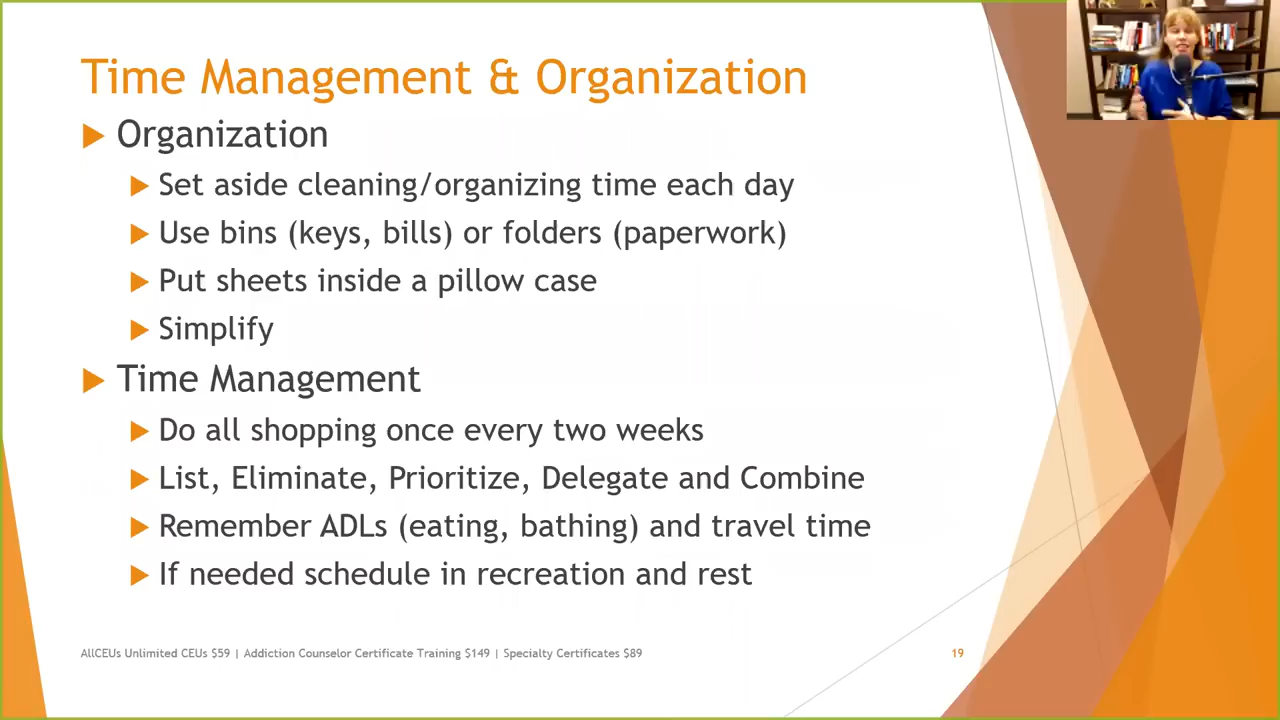 Time Management & Organization
Organization
Set aside cleaning/organizing time each day
Use bins (keys, bills) or folders (paperwork)
Put sheets inside a pillow case
Simplify
Time Management
Do all shopping once every two weeks
List, Eliminate, Prioritize, Delegate and Combine
Remember ADLs (eating, bathing) and travel time
If needed schedule in recreation and rest
AllCEUs Unlimited CEUs $59 | Addiction Counselor Certificate Training $149 | Specialty Certificates $89
19